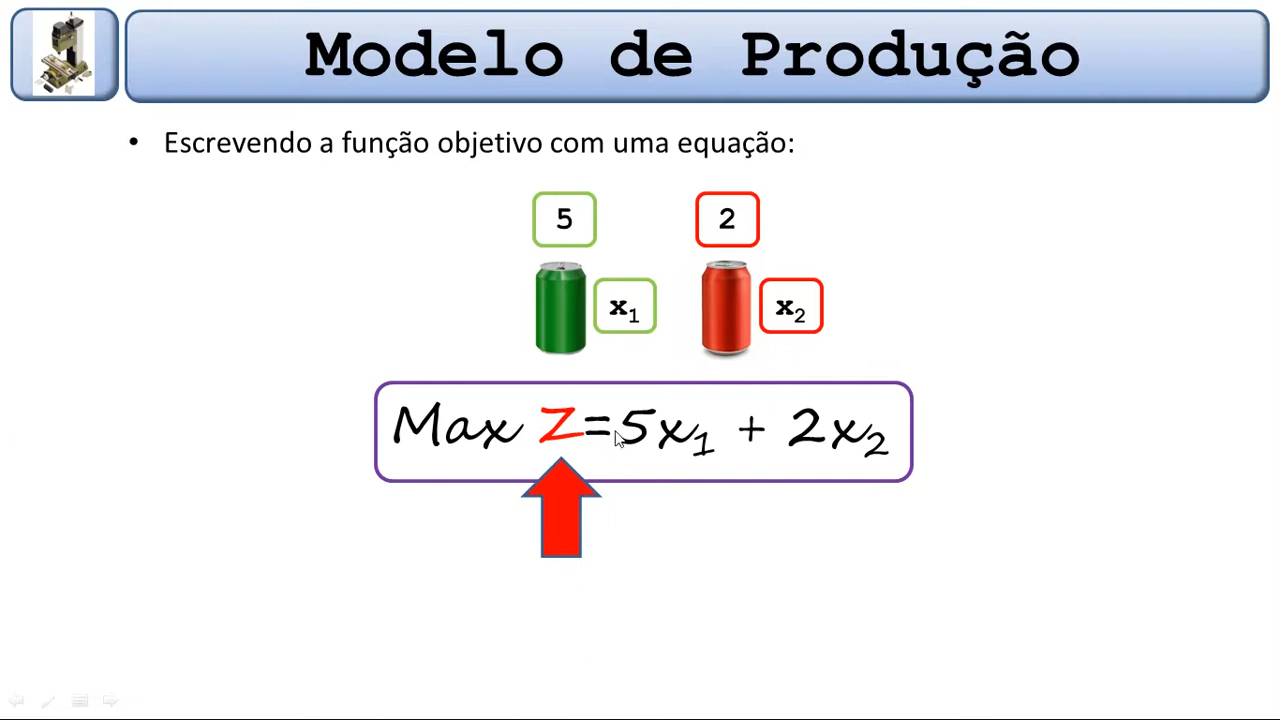 Modelo de Produção
• Escrevendo a função objetivo com uma equação:
5 2
x₁ x₂
Max Z=5x₁ + 2x₂